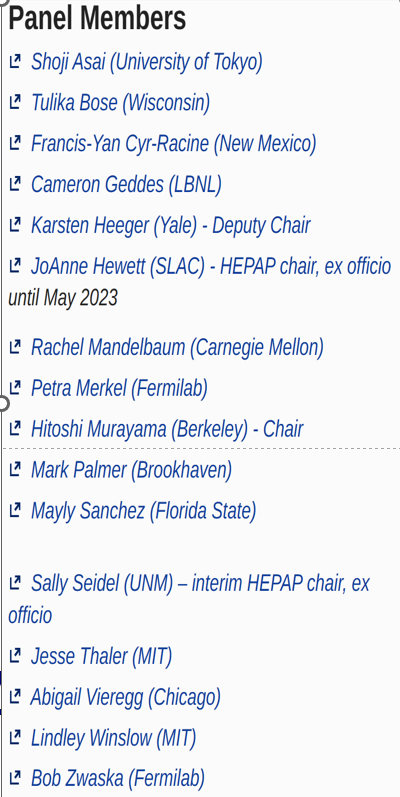 Panel Members
Shoji Asai (University of Tokyo)
Tulika Bose (Wisconsin)
Francis-Yan Cyr-Racine (New Mexico)
Cameron Geddes (LBNL)
Karsten Heeger (Yale) - Deputy Chair
JoAnne Hewett (SLAC) - HEPAP chair, ex officio
until May 2023
Rachel Mandelbaum (Carnegie Mellon)
Petra Merkel (Fermilab)
Hitoshi Murayama (Berkeley) - Chair
Mark Palmer (Brookhaven)
Mayly Sanchez (Florida State)
Sally Seidel (UNM) – interim HEPAP chair, ex
officio
Jesse Thaler (MIT)
Abigail Vieregg (Chicago)
Lindley Winslow (MIT)
Bob Zwaska (Fermilab)